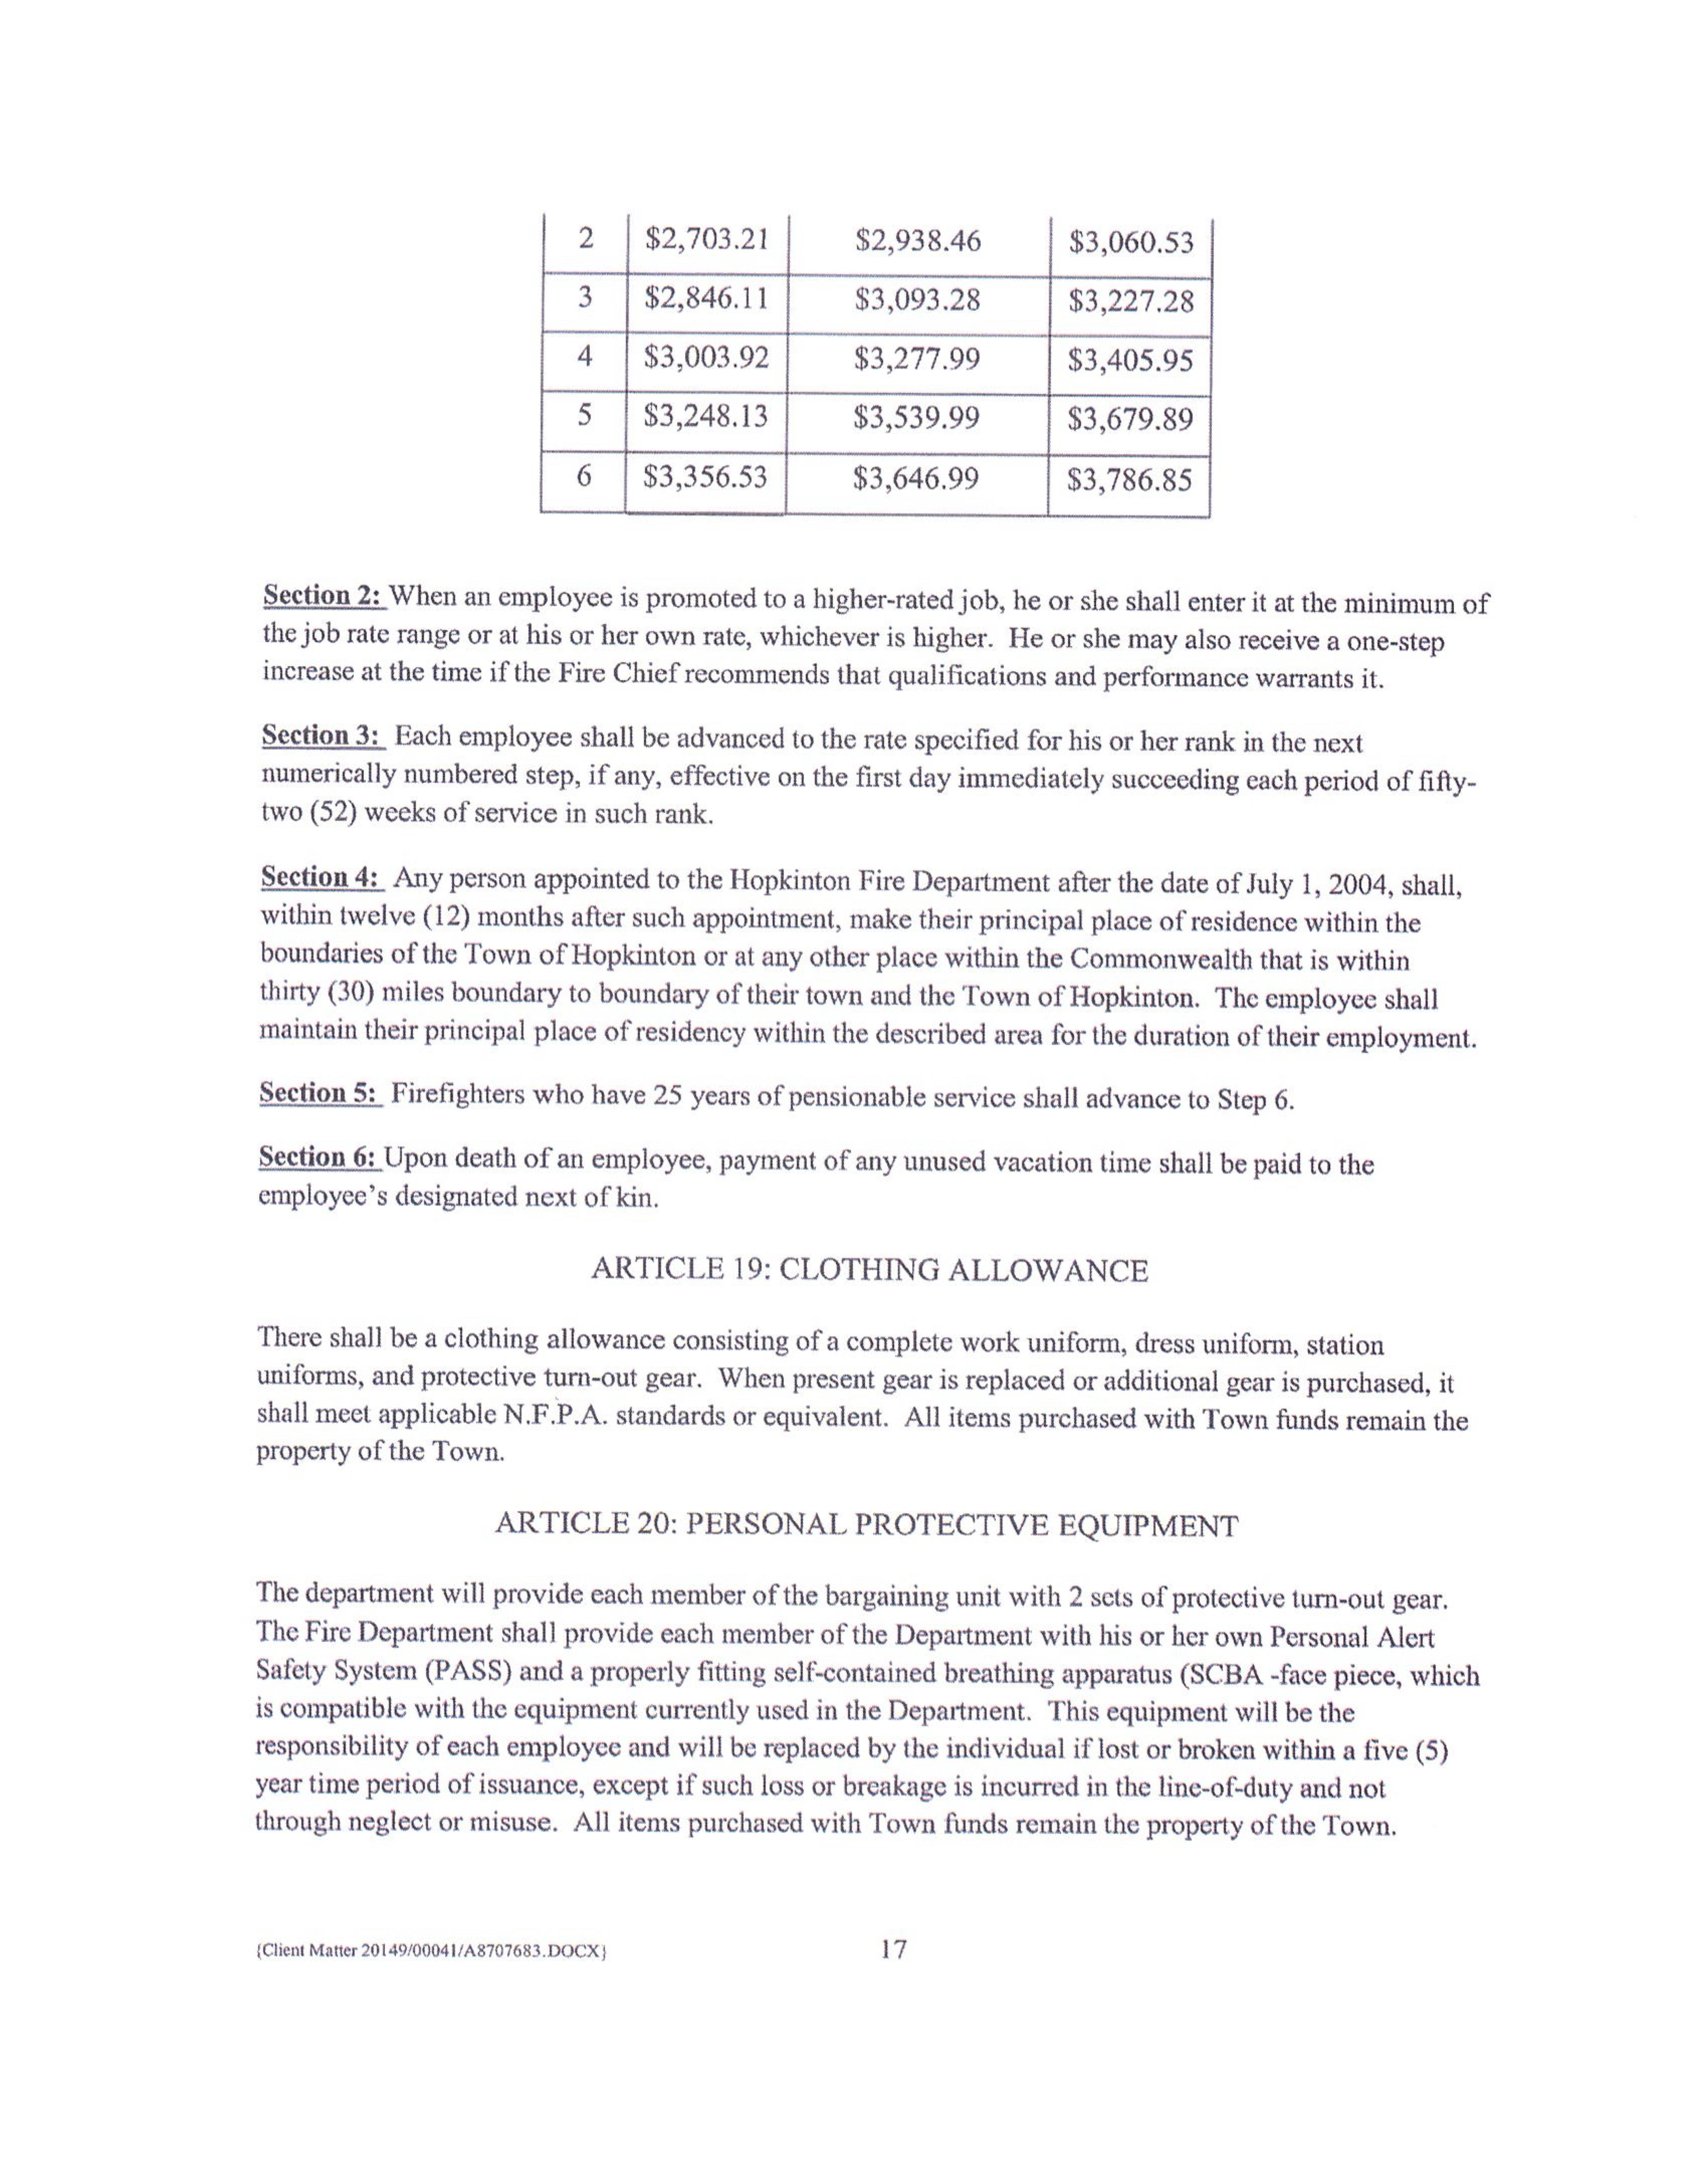 2 $2,703.21 $2,938.46 $3,060.53
3 $2,846.11 $3,093.28 $3,227.28
4 $3,003.92 $3,277.99 $3,405.95
5 $3,248.13 $3,539.99 $3,679.89
6 $3,356.53 $3,646.99 $3,786.85
Section 2: When an employee is promoted to a higher-rated job, he or she shall enter it at the minimum of
the job rate range or at his or her own rate, whichever is higher. He or she may also receive a one-step
increase at the time if the Fire Chief recommends that qualifications and performance warrants it.
Section 3: Each employee shall be advanced to the rate specified for his or her rank in the next
numerically numbered step, if any, effective on the first day immediately succeeding each period of fifty-
two (52) weeks of service in such rank.
Section 4: Any person appointed to the Hopkinton Fire Department after the date of July 1, 2004, shall,
within twelve (12) months after such appointment, make their principal place of residence within the
boundaries of the Town of Hopkinton or at any other place within the Commonwealth that is within
thirty (30) miles boundary to boundary of their town and the Town of Hopkinton. The employee shall
maintain their principal place of residency within the described area for the duration of their employment.
Section 5: Firefighters who have 25 years of pensionable service shall advance to Step 6.
Section 6: Upon death of an employee, payment of any unused vacation time shall be paid to the
employee's designated next of kin.
ARTICLE 19: CLOTHING ALLOWANCE
There shall be a clothing allowance consisting of a complete work uniform, dress uniform, station
uniforms, and protective turn-out gear. When present gear is replaced or additional gear is purchased, it
shall meet applicable N.F.P.A. standards or equivalent. All items purchased with Town funds remain the
property of the Town.
ARTICLE 20: PERSONAL PROTECTIVE EQUIPMENT
The department will provide each member of the bargaining unit with 2 sets of protective turn-out gear.
The Fire Department shall provide each member of the Department with his or her own Personal Alert
Safety System (PASS) and a properly fitting self-contained breathing apparatus (SCBA -face piece, which
is compatible with the equipment currently used in the Department. This equipment will be the
responsibility of each employee and will be replaced by the individual if lost or broken within a five (5)
year time period of issuance, except if such loss or breakage is incurred in the line-of-duty and not
through neglect or misuse. All items purchased with Town funds remain the property of the Town.
{Client Matter 20149/00041/A8707683.DOCX} 17